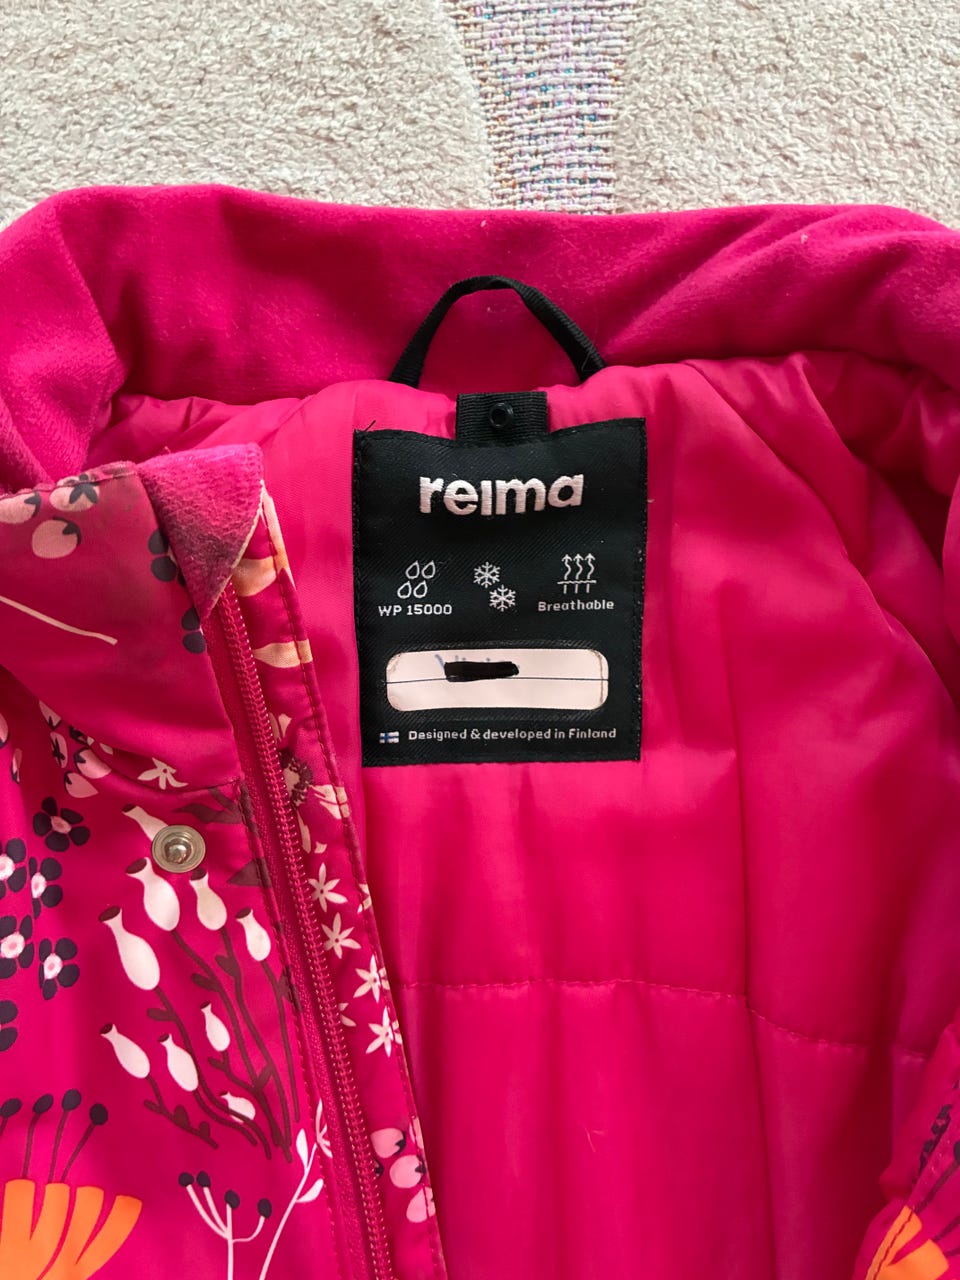 reima
WP 15000
Breathable
Designed & developed in Finland